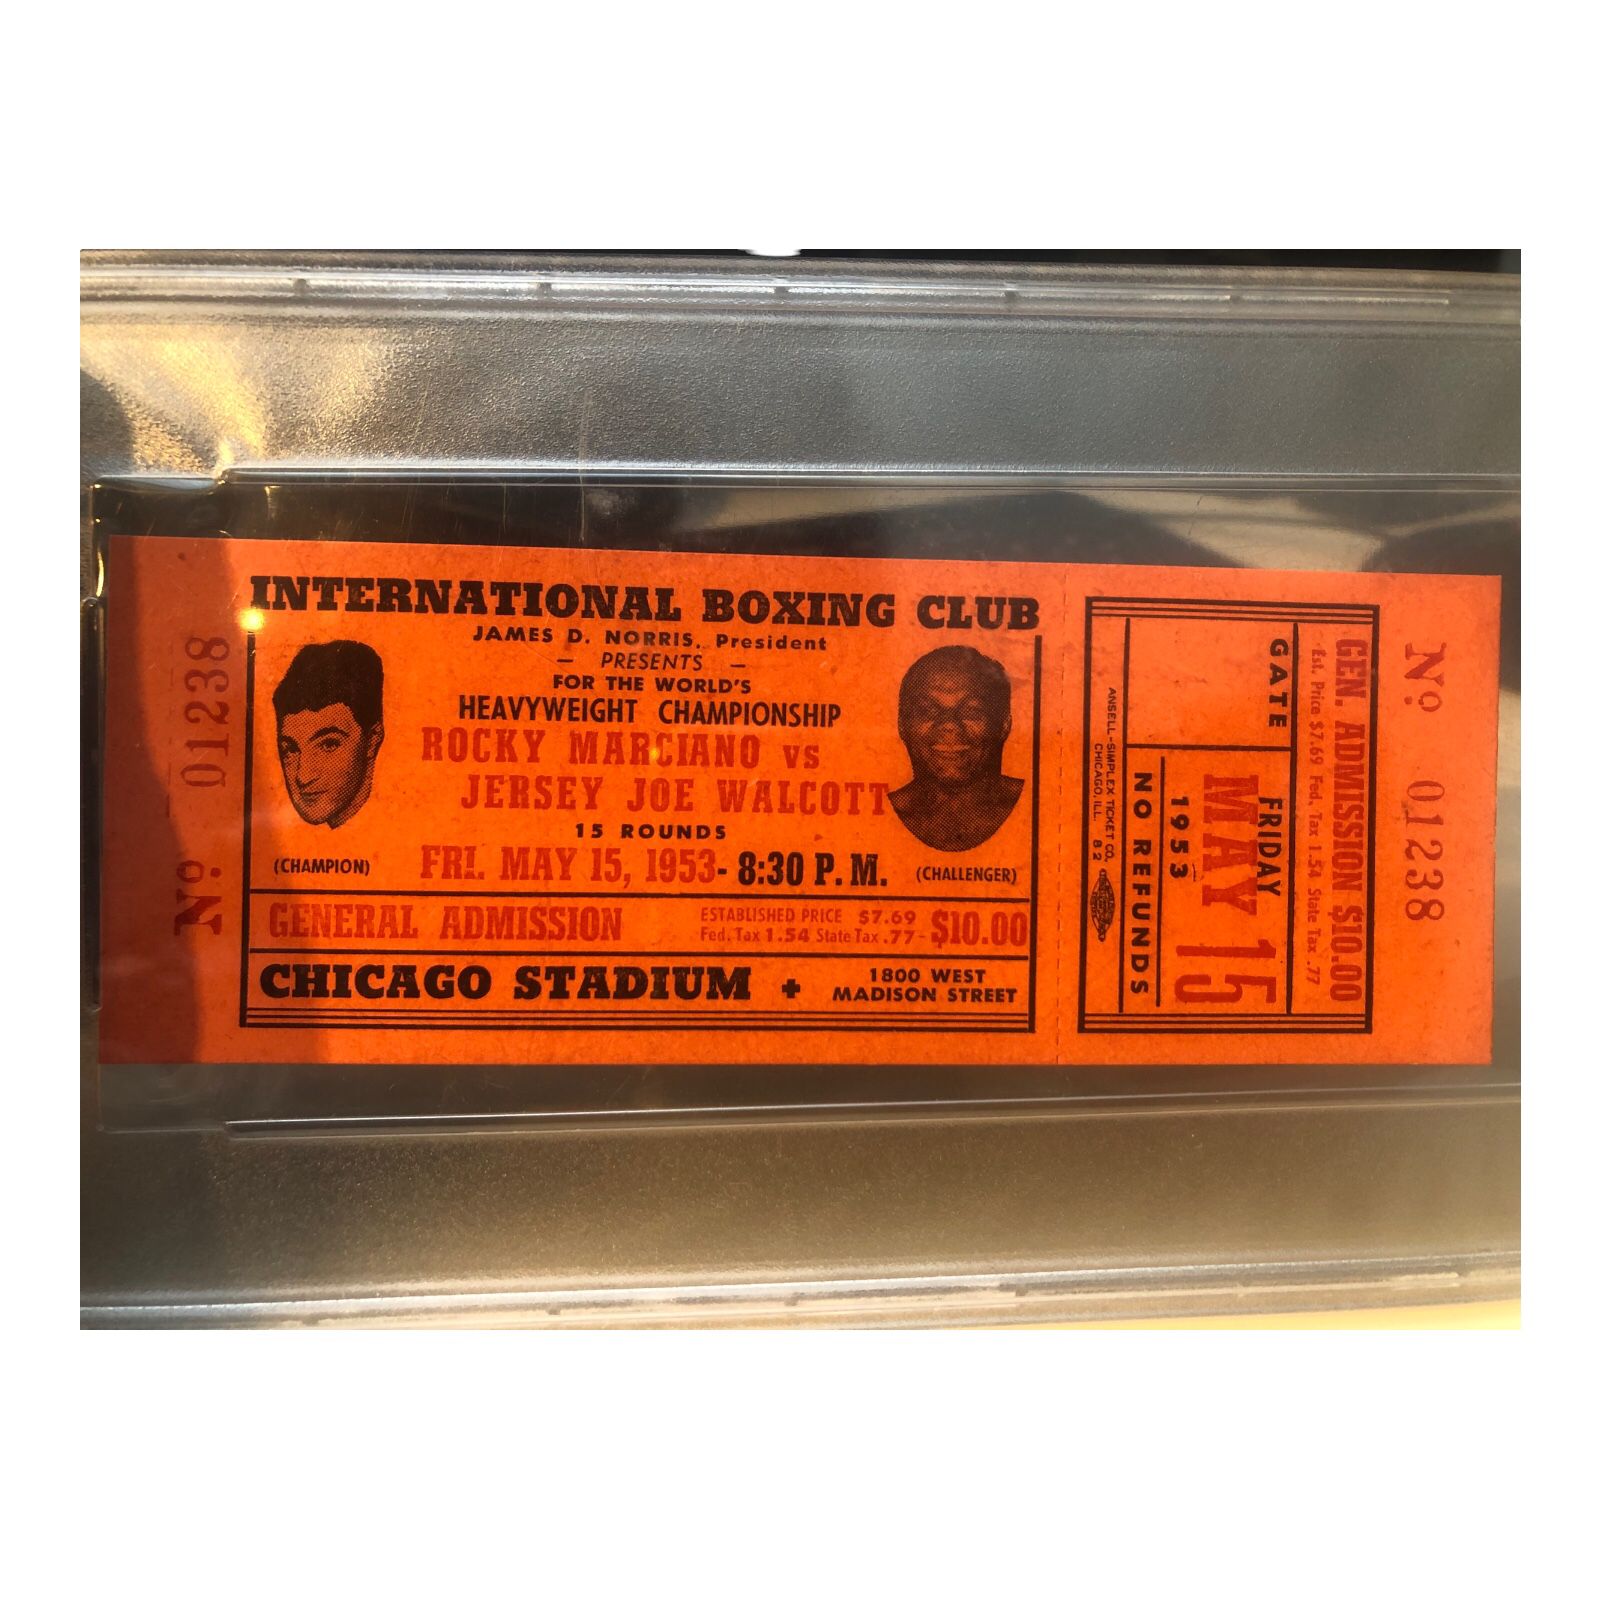 Nº 01238
INTERNATIONAL BOXING CLUB
JAMES D. NORRIS, President
— PRESENTS —
FOR THE WORLD'S
HEAVYWEIGHT CHAMPIONSHIP
ROCKY MARCIANO VS
JERSEY JOE WALCOTT
15 ROUNDS
(CHAMPION)
FRI. MAY 15, 1953- 8:30 P. M.
(CHALLENGER)
GENERAL ADMISSION
ESTABLISHED PRICE $7.69
Fed. Tax 1.54 State Tax .77-
$10.00
CHICAGO STADIUM +
1800 WEST
MADISON STREET
Nº 01238
GEN. ADMISSION $10.00
Est. Price $7.69 Fed. Tax 1.54 State Tax .77
GATE
FRIDAY
MAY 15
1953
NO REFUNDS
ANSELL-SIMPLEX TICKET CO.
CHICAGO, ILL. 82